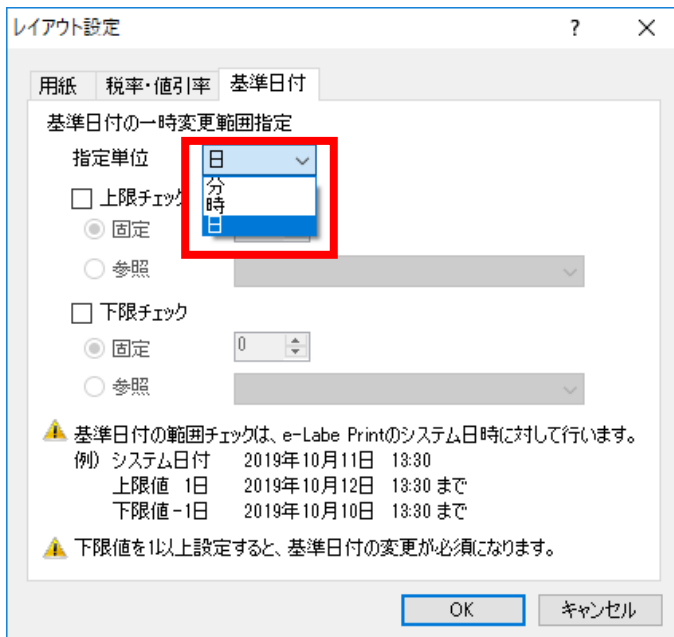 レイアウト設定 ?
用紙 税率・値引率 基準日付
基準日付の一時変更範囲指定
指定単位 日
分
時
日
上限チェック
固定
参照
下限チェック
固定 0
参照
基準日付の範囲チェックは、e-Labe Printのシステム日時に対して行います。
例) システム日付 2019年10月11日 13:30
上限値 1日 2019年10月12日 13:30 まで
下限値-1日 2019年10月10日 13:30 まで
下限値を1以上設定すると、基準日付の変更が必須になります。
OK キャンセル